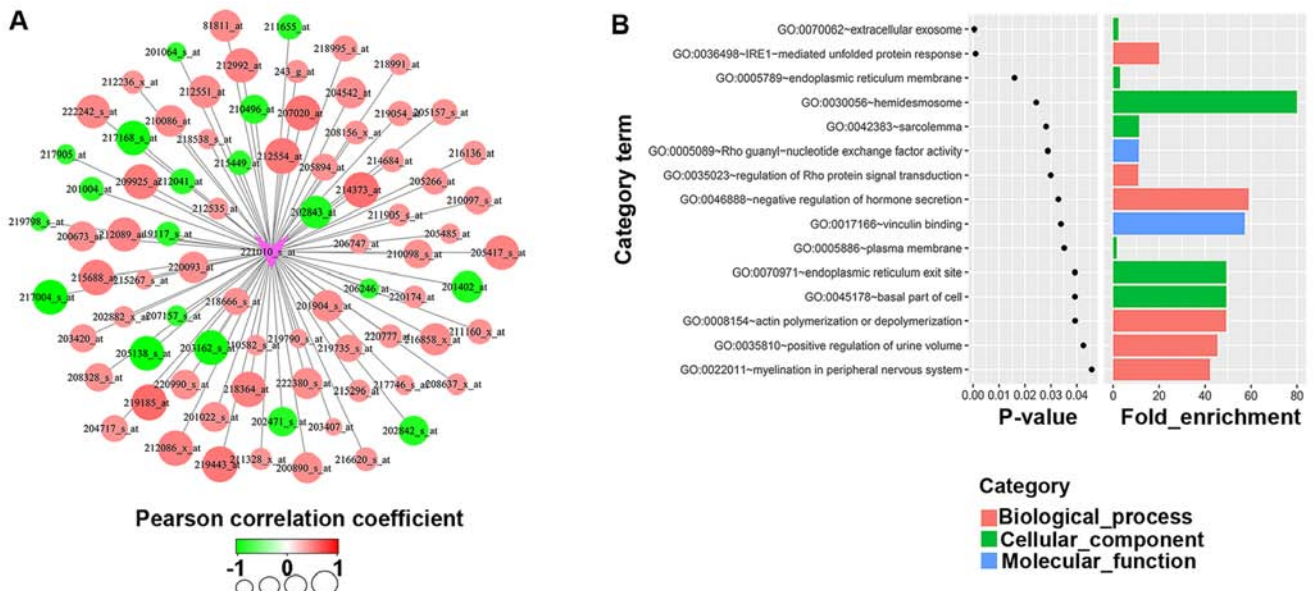 A
81811_at
211655_at
201064_s_at
212992_at
218995_s_at
212236_x_at
212551_at
243_g_at
218991_at
204542_at
222242_s_at
210086_at
210496_at
207020_at
219054_at
205157_s_at
217168_s_at
218538_s_at
208156_x_at
217905_at
215449_at
212554_at
205894_at
214684_at
216136_at
201004_at
209925_at
212041_at
214373_at
205266_at
212535_at
202843_at
211905_s_at
210097_s_at
219798_s_at
200673_at
212089_at
19117_s_at
206747_at
205485_at
221010_s_at
210098_s_at
205417_s_at
215688_at
215267_s_at
220093_at
217004_s_at
206246_at
220174_at
201402_at
202882_x_at
207157_s_at
218666_s_at
201904_s_at
203420_at
205138_s_at
203162_s_at
210582_s_at
219790_s_at
219735_s_at
220777_at
216858_x_at
211160_x_at
208328_s_at
220990_s_at
218364_at
222380_s_at
215296_at
217746_s_at
208637_x_at
219185_at
201022_s_at
204717_s_at
202471_s_at
203407_at
202842_s_at
212086_x_at
219443_at
211328_x_at
200890_s_at
216620_s_at
Pearson correlation coefficient
-1 0 1
B
Category term
GO:0070062~extracellular exosome
GO:0036498~IRE1-mediated unfolded protein response
GO:0005789~endoplasmic reticulum membrane
GO:0030056~hemidesmosome
GO:0042383~sarcolemma
GO:0005089~Rho guanyl-nucleotide exchange factor activity
GO:0035023~regulation of Rho protein signal transduction
GO:0046888~negative regulation of hormone secretion
GO:0017166~vinculin binding
GO:0005886~plasma membrane
GO:0070971~endoplasmic reticulum exit site
GO:0045178~basal part of cell
GO:0008154~actin polymerization or depolymerization
GO:0035810~positive regulation of urine volume
GO:0022011~myelination in peripheral nervous system
0.00 0.01 0.02 0.03 0.04
0 20 40 60 80
P-value Fold_enrichment
Category
Biological_process
Cellular_component
Molecular_function